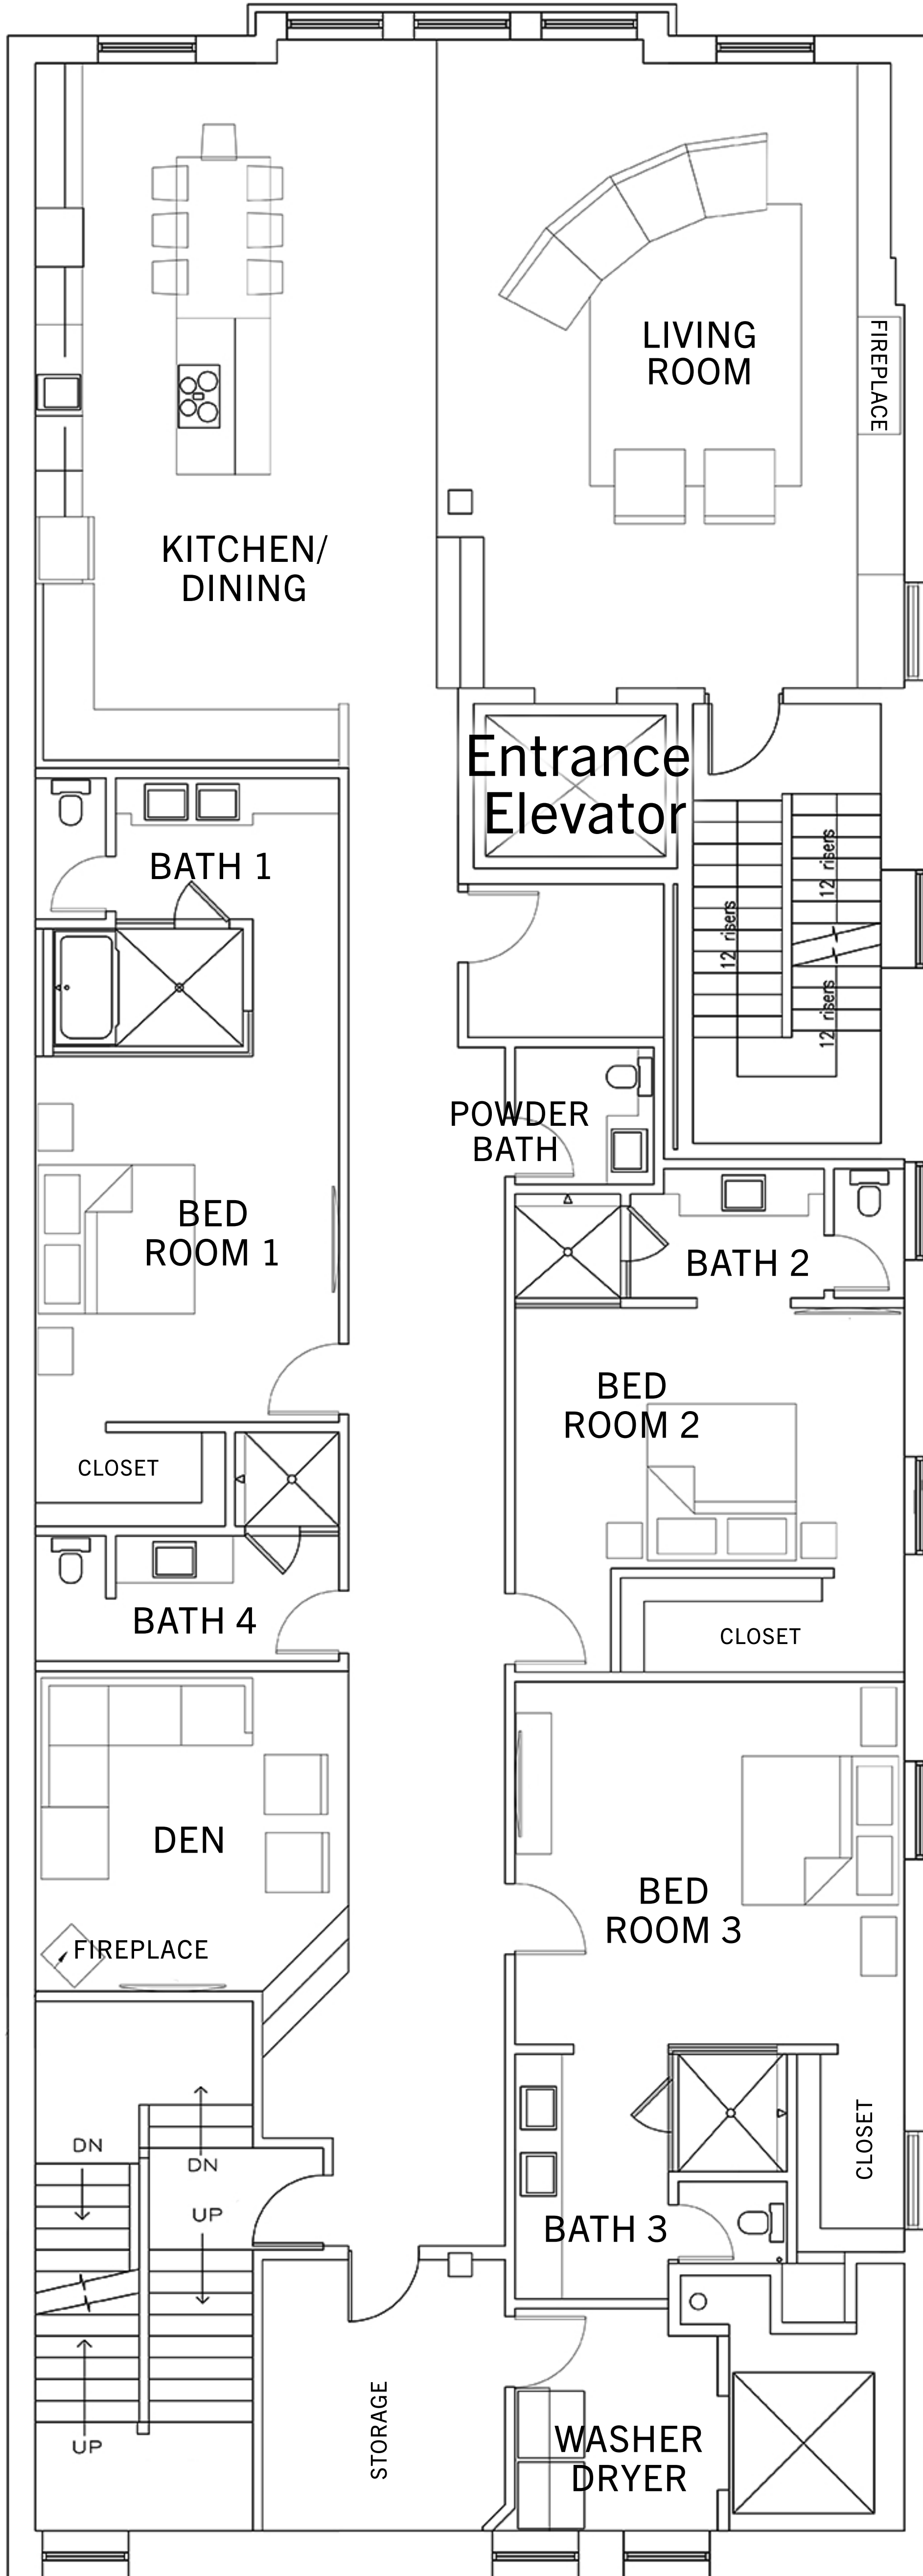 LIVING
ROOM
FIREPLACE
KITCHEN/
DINING
Entrance
Elevator
BATH 1
12 risers
12 risers
12 risers
POWDER
BATH
BED
ROOM 1
BATH 2
BED
ROOM 2
CLOSET
BATH 4
CLOSET
DEN
BED
ROOM 3
FIREPLACE
DN
DN
UP
CLOSET
BATH 3
UP
STORAGE
WASHER
DRYER